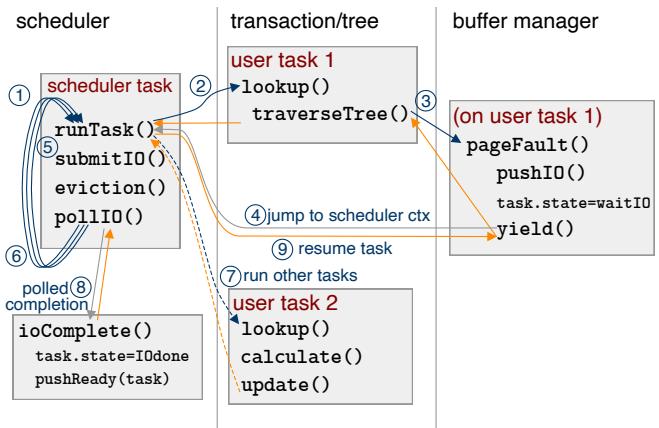 scheduler
transaction/tree
buffer manager
scheduler task
runTask()
submitIO()
eviction()
pollIO()
1
5
6
2
user task 1
lookup()
traverseTree()
3
(on user task 1)
pageFault()
pushIO()
task.state=waitIO
yield()
4 jump to scheduler ctx
9 resume task
7 run other tasks
polled 8
completion
ioComplete()
task.state=IOdone
pushReady(task)
user task 2
lookup()
calculate()
update()